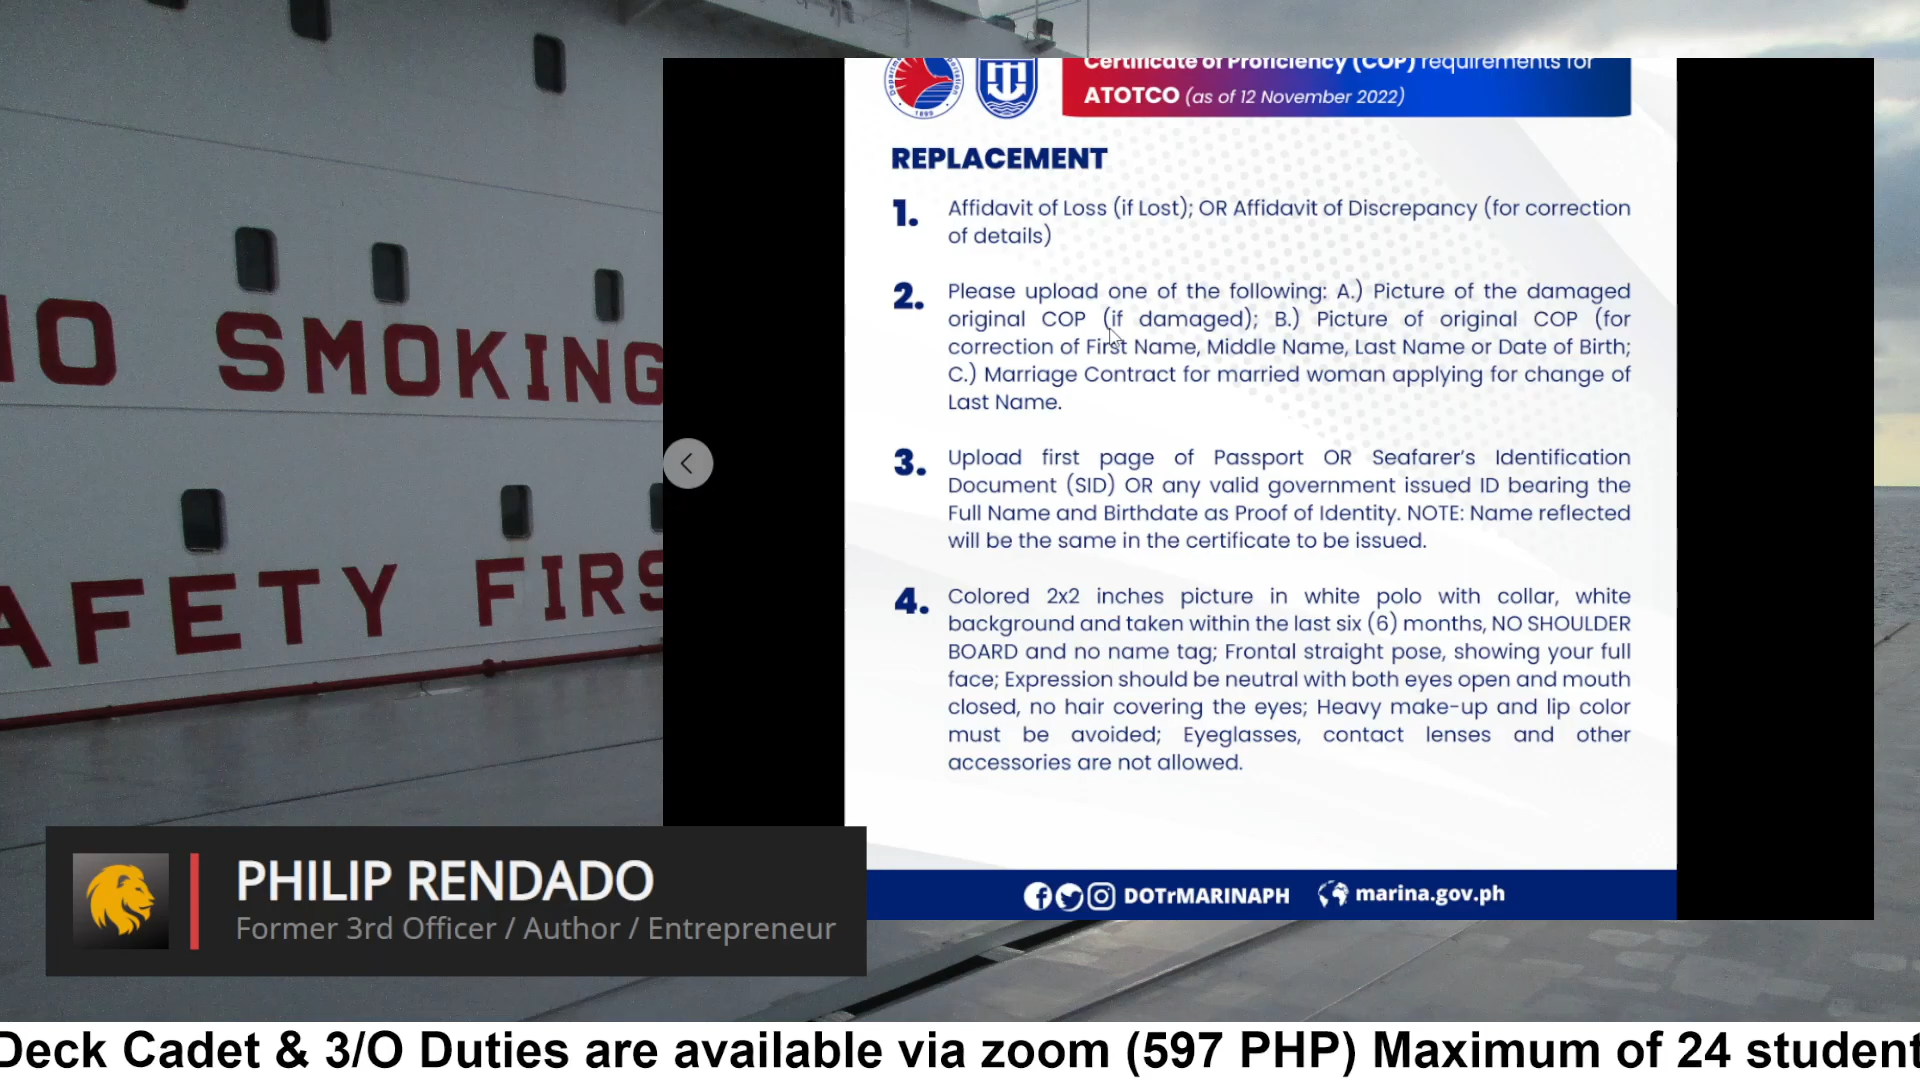 NO SMOKING
AFETY FIRS
Certificate of Proficiency (COP) requirements for
ATOTCO (as of 12 November 2022)
REPLACEMENT
1. Affidavit of Loss (if Lost); OR Affidavit of Discrepancy (for correction
of details)
2. Please upload one of the following: A.) Picture of the damaged
original COP (if damaged); B.) Picture of original COP (for
correction of First Name, Middle Name, Last Name or Date of Birth;
C.) Marriage Contract for married woman applying for change of
Last Name.
3. Upload first page of Passport OR Seafarer's Identification
Document (SID) OR any valid government issued ID bearing the
Full Name and Birthdate as Proof of Identity. NOTE: Name reflected
will be the same in the certificate to be issued.
4. Colored 2x2 inches picture in white polo with collar, white
background and taken within the last six (6) months, NO SHOULDER
BOARD and no name tag; Frontal straight pose, showing your full
face; Expression should be neutral with both eyes open and mouth
closed, no hair covering the eyes; Heavy make-up and lip color
must be avoided; Eyeglasses, contact lenses and other
accessories are not allowed.
DOTrMARINAPH marina.gov.ph
PHILIP RENDADO
Former 3rd Officer / Author / Entrepreneur
Deck Cadet & 3/O Duties are available via zoom (597 PHP) Maximum of 24 student